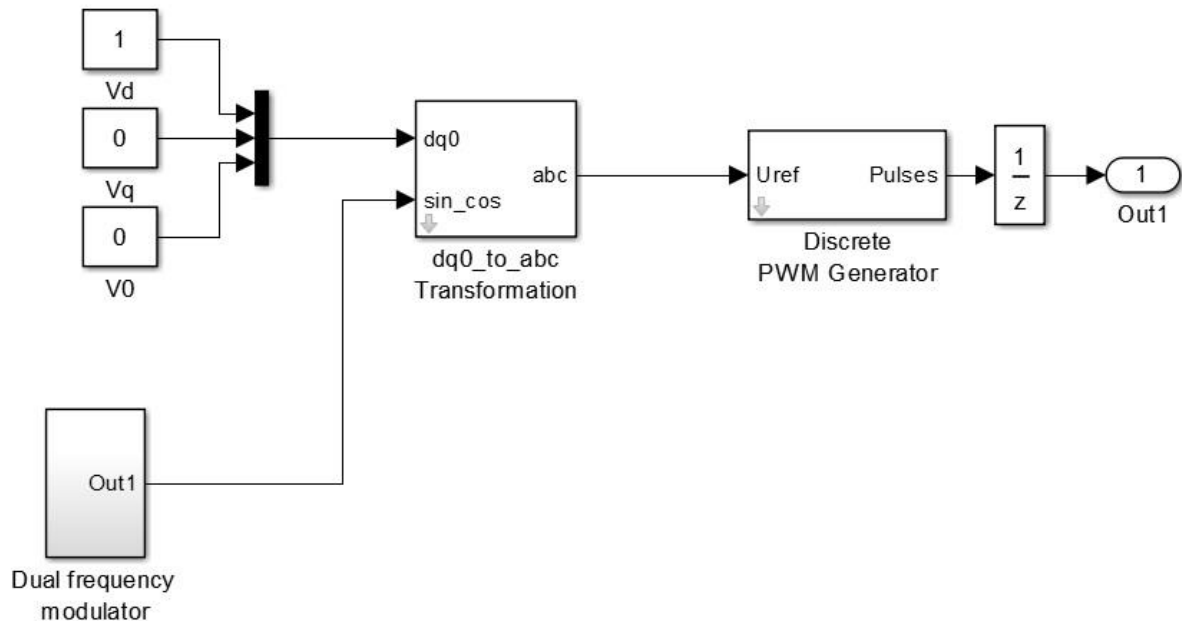 1
Vd
0
Vq
0
V0
dq0
sin_cos
abc
dq0_to_abc
Transformation
Uref
Pulses
Discrete
PWM Generator
1
z
1
Out1
Out1
Dual frequency
modulator